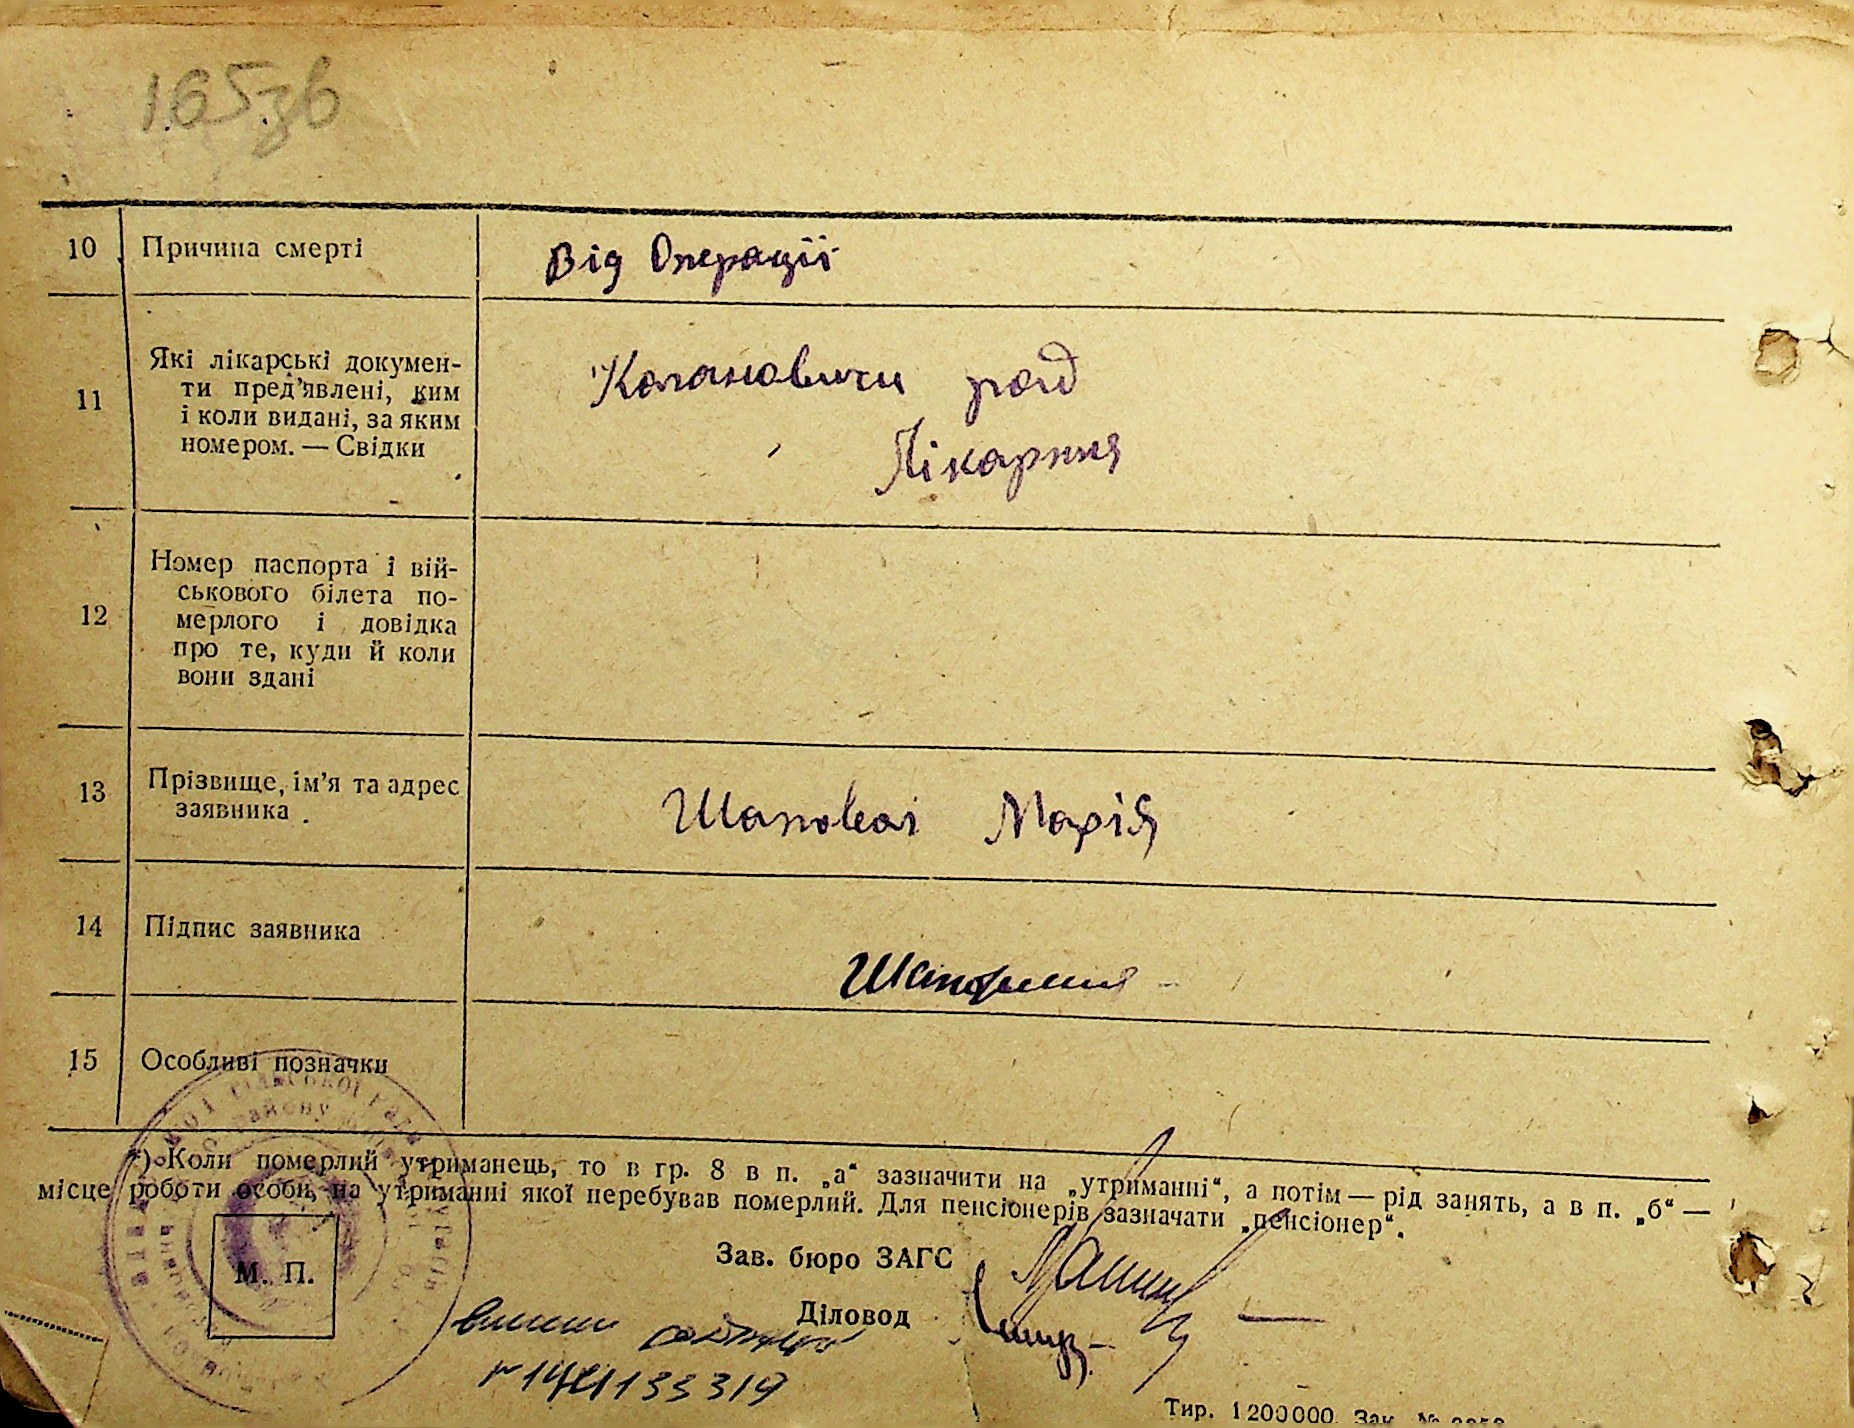 165зв
10 Причина смерті Від Операції
11 Які лікарські докумен-
ти пред’явлені, ким
і коли видані, за яким
номером. — Свідки
Кагановичи
Лікарння
12 Номер паспорта і вій-
ськового білета по-
мерлого і довідка
про те, куди й коли
вони здані
13 Прізвище, ім’я та адрес
заявника
Шаповал Марія
14 Підпис заявника
15 Особливі позначки
*) Коли померлий утриманець, то в гр. 8 в п. „а“ зазначити на „утриманні“, а потім — рід занять, а в п. „б“ —
місце роботи особи, на утриманні якої перебував померлий. Для пенсіонерів зазначати „пенсіонер“.
Зав. бюро ЗАГС
М. П.
Діловод
Тир. 1200000. Зак. №